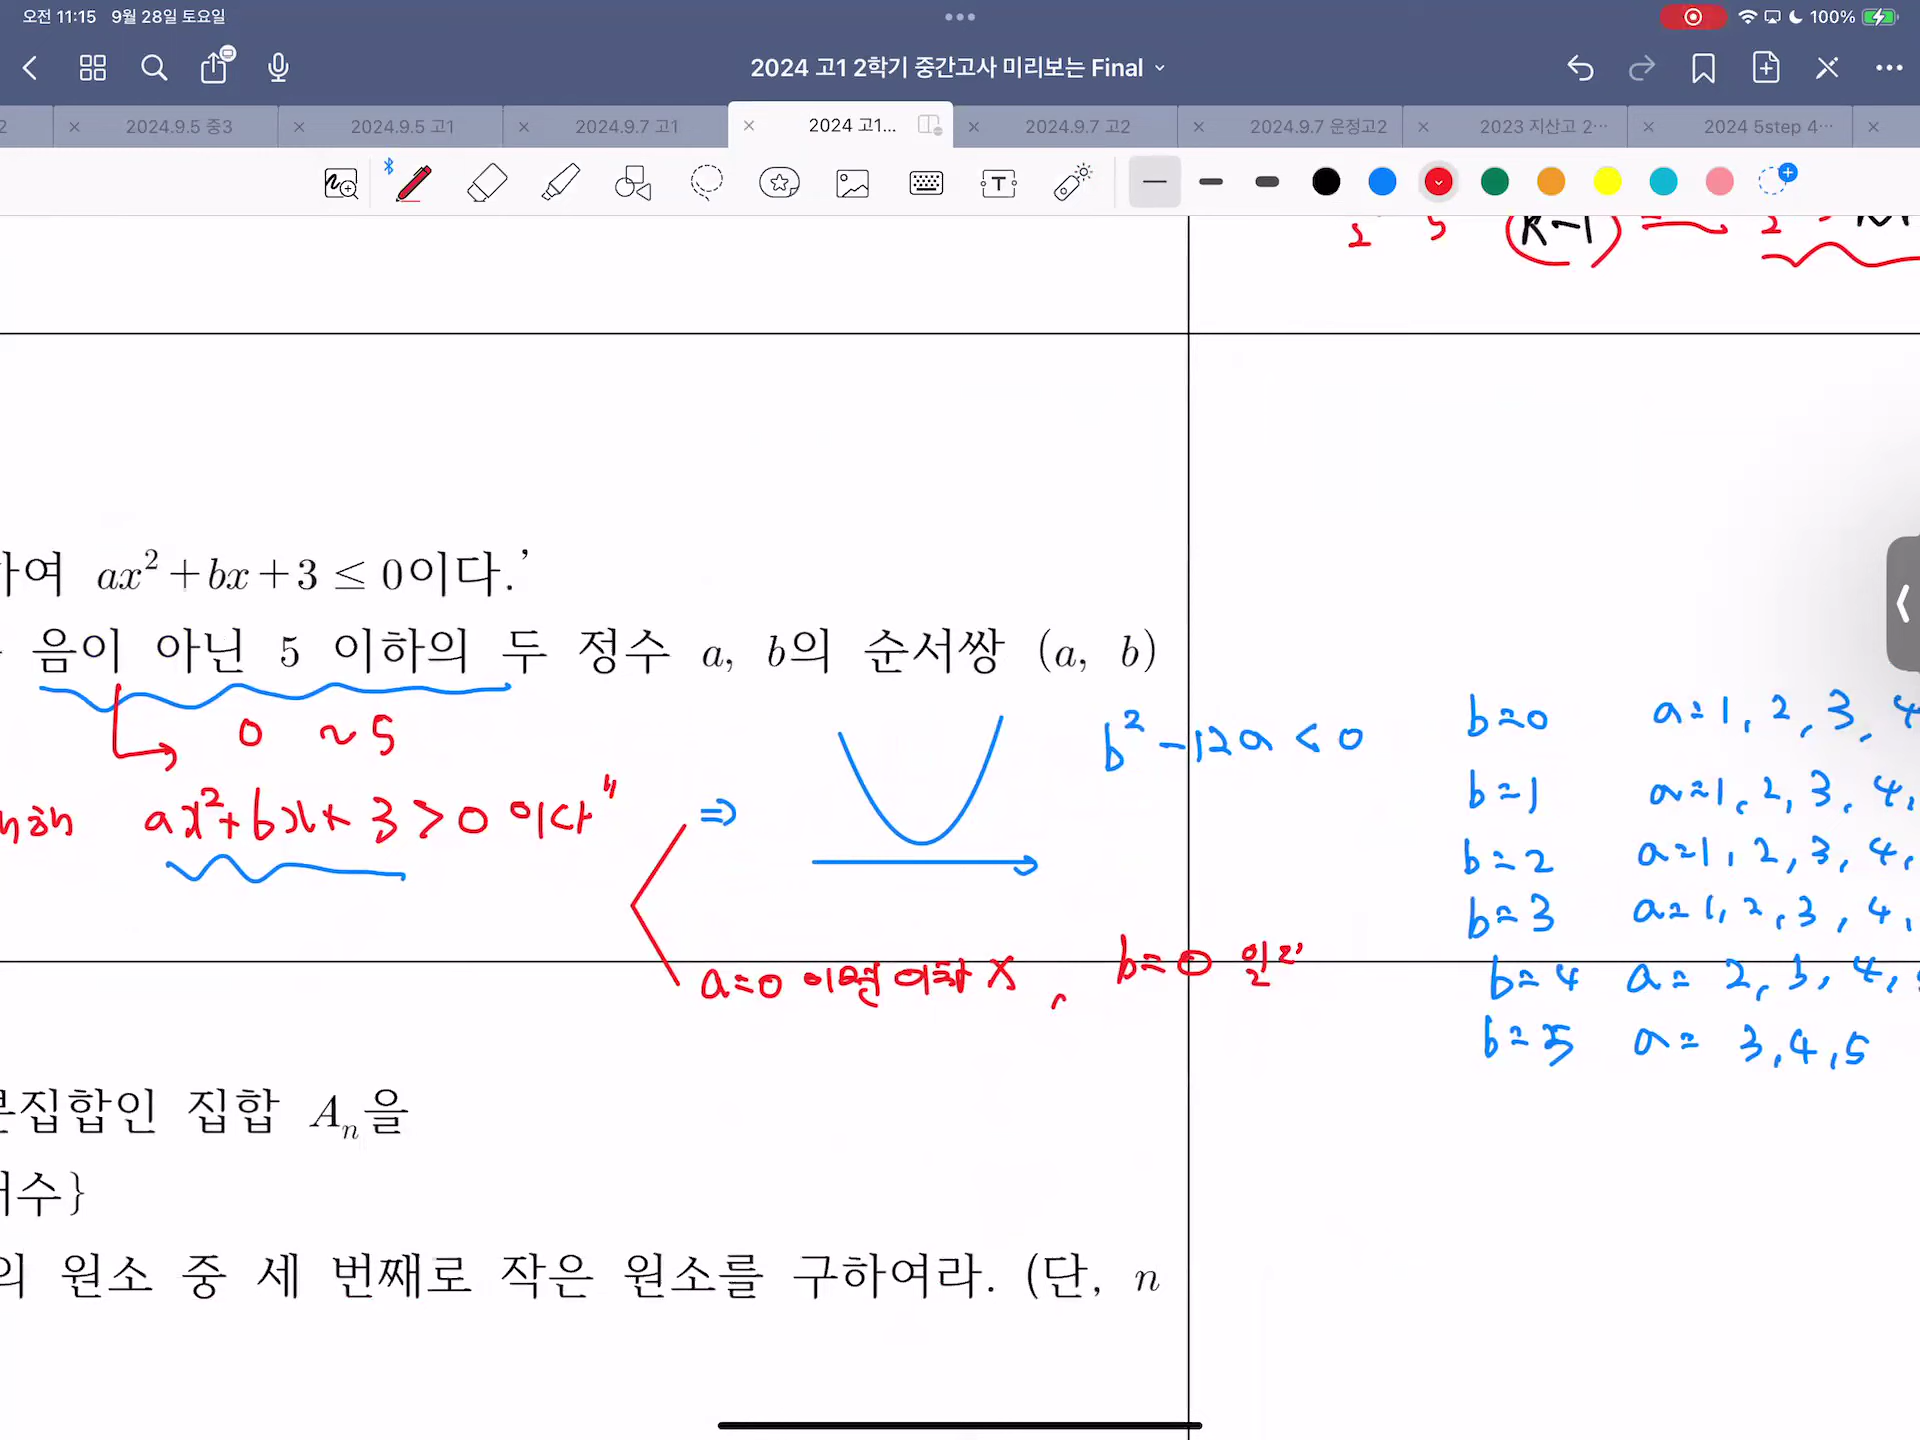 오전 11:15 9월 28일 토요일
100%
2024 고1 2학기 중간고사 미리보는 Final
2
2024.9.5 중3
2024.9.5 고1
2024.9.7 고1
2024 고1...
2024.9.7 고2
2024.9.7 운정고2
2023 지산고 2···
2024 5step 4···
T
2 5 (k-1) 2
하여 ax²+bx+3 ≤ 0이다.’
음이 아닌 5 이하의 두 정수 a, b의 순서쌍 (a, b)
0 ~ 5
ax²+bx+3>0 이다"
⇒
b²-12a<0
a=0 이면 이차 x , b=0 일 때
b=0 a=1, 2, 3, 4
b=1 a=1, 2, 3, 4,
b=2 a=1, 2, 3, 4,
b=3 a=1, 2, 3, 4,
b=4 a= 2, 3, 4,
b=5 a= 3, 4, 5
분집합인 집합 Aₙ을
수}
의 원소 중 세 번째로 작은 원소를 구하여라. (단, n